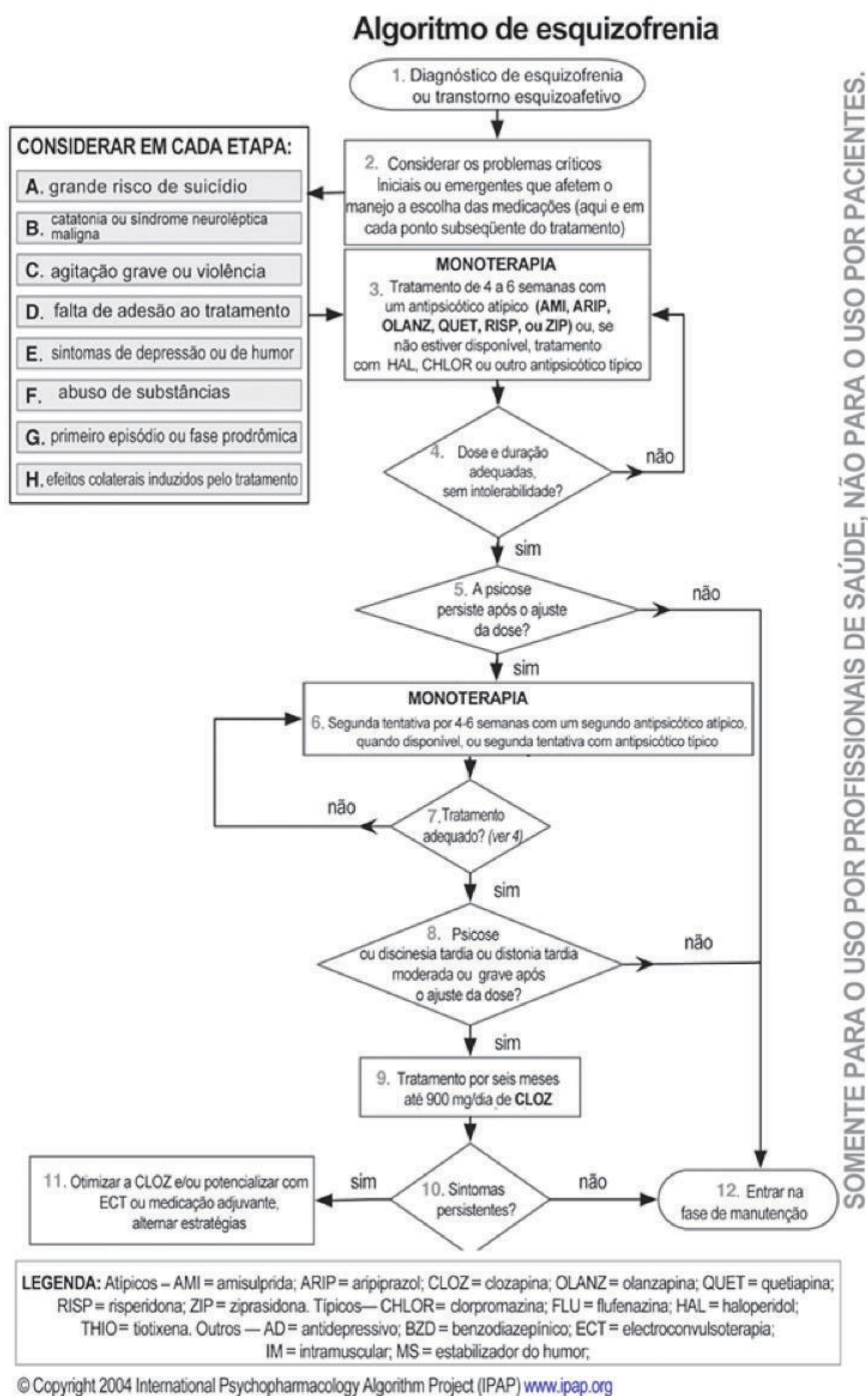 Algoritmo de esquizofrenia
1. Diagnóstico de esquizofrenia
ou transtorno esquizoafetivo
CONSIDERAR EM CADA ETAPA:
A. grande risco de suicídio
B. catatonia ou síndrome neuroléptica
maligna
C. agitação grave ou violência
D. falta de adesão ao tratamento
E. sintomas de depressão ou de humor
F. abuso de substâncias
G. primeiro episódio ou fase prodrômica
H. efeitos colaterais induzidos pelo tratamento
2. Considerar os problemas críticos
Iniciais ou emergentes que afetem o
manejo a escolha das medicações (aqui e em
cada ponto subseqüente do tratamento)
MONOTERAPIA
3. Tratamento de 4 a 6 semanas com
um antipsicótico atípico (AMI, ARIP,
OLANZ, QUET, RISP, ou ZIP) ou, se
não estiver disponível, tratamento
com HAL, CHLOR ou outro antipsicótico típico
4. Dose e duração
adequadas,
sem intolerabilidade?
não
sim
5. A psicose
persiste após o ajuste
da dose?
não
sim
MONOTERAPIA
6. Segunda tentativa por 4-6 semanas com um segundo antipsicótico atípico,
quando disponível, ou segunda tentativa com antipsicótico típico
não
7. Tratamento
adequado? (ver 4)
sim
8. Psicose
ou discinesia tardia ou distonia tardia
moderada ou grave após
o ajuste da dose?
não
sim
9. Tratamento por seis meses
até 900 mg/dia de CLOZ
11. Otimizar a CLOZ e/ou potencializar com
ECT ou medicação adjuvante,
alternar estratégias
sim
10. Sintomas
persistentes?
não
12. Entrar na
fase de manutenção
SOMENTE PARA O USO POR PROFISSIONAIS DE SAÚDE, NÃO PARA O USO POR PACIENTES.
LEGENDA: Atípicos – AMI = amisulprida; ARIP = aripiprazol; CLOZ = clozapina; OLANZ = olanzapina; QUET = quetiapina;
RISP = risperidona; ZIP = ziprasidona. Típicos— CHLOR = clorpromazina; FLU = flufenazina; HAL = haloperidol;
THIO = tiotixena. Outros — AD = antidepressivo; BZD = benzodiazepínico; ECT = electroconvulsoterapia;
IM = intramuscular; MS = estabilizador do humor;
© Copyright 2004 International Psychopharmacology Algorithm Project (IPAP) www.ipap.org